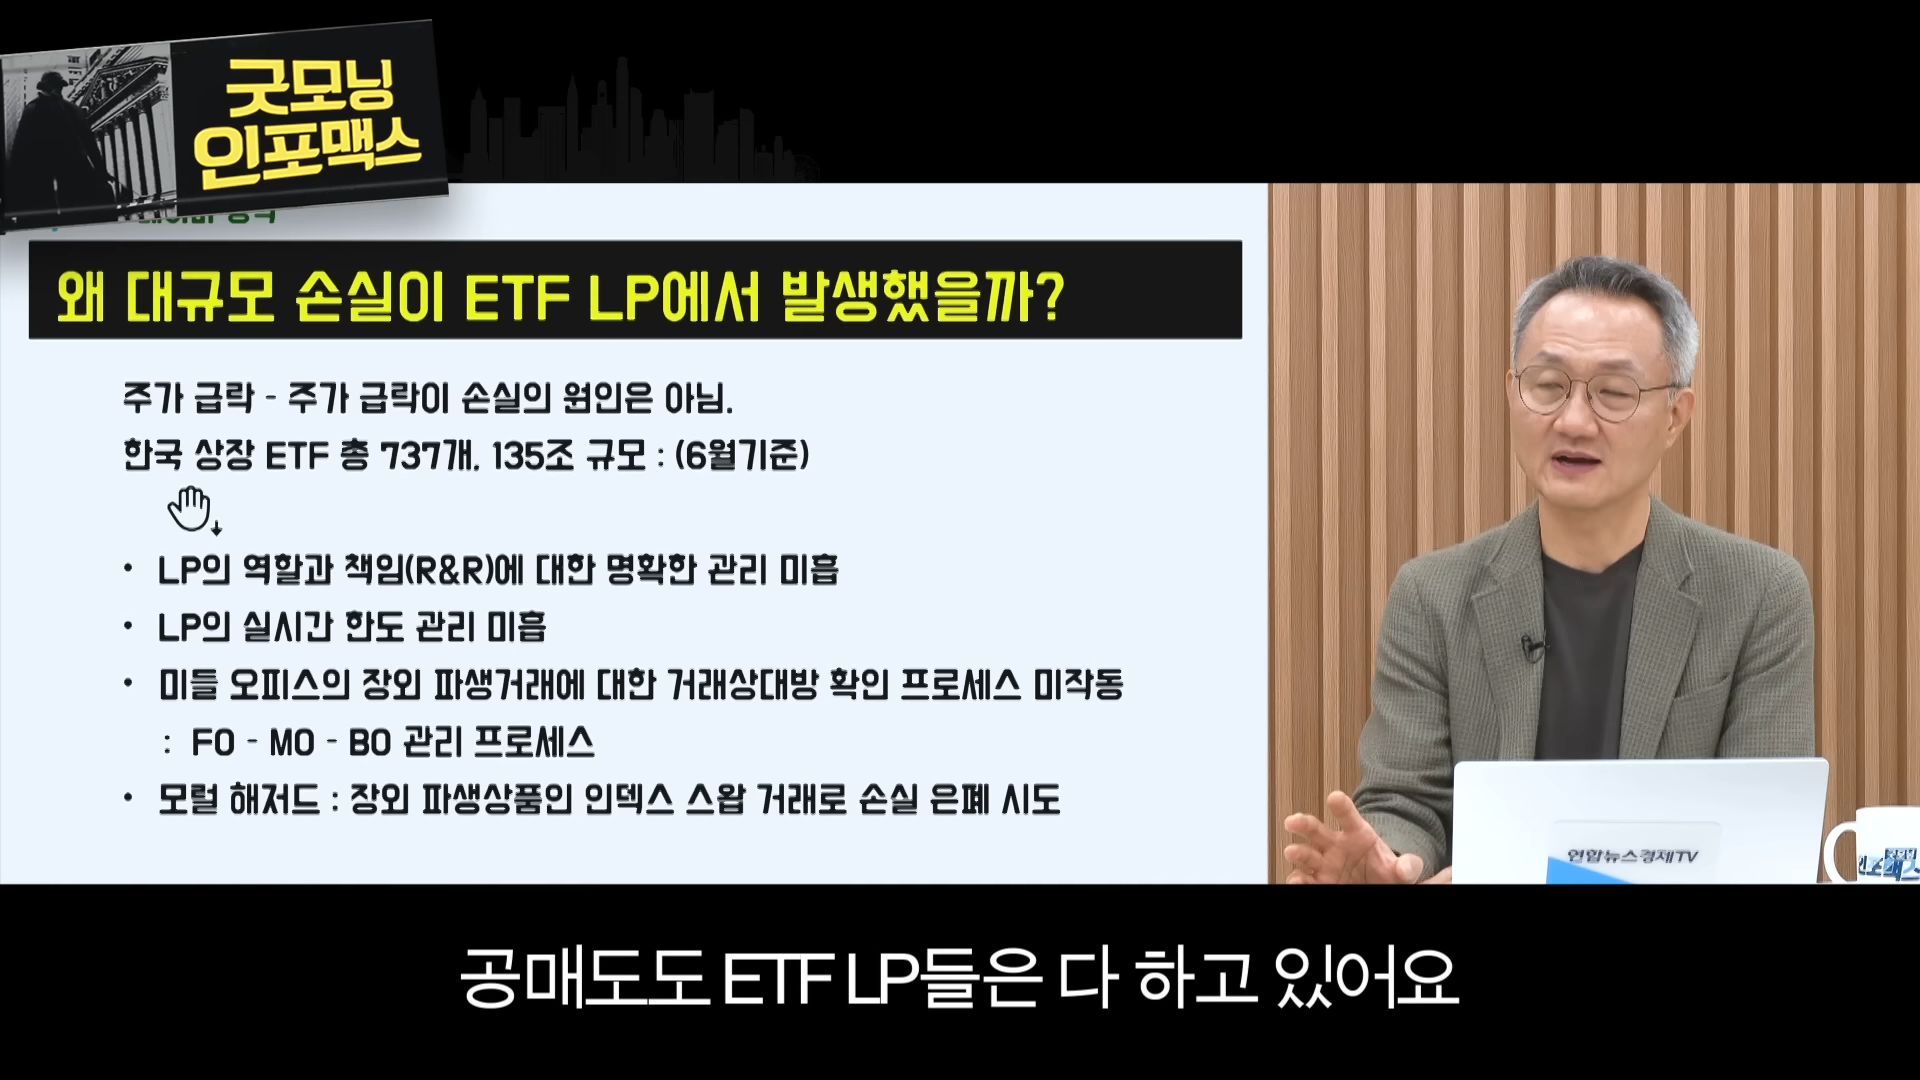 굿모닝
인포맥스
왜 대규모 손실이 ETF LP에서 발생했을까?
주가 급락 - 주가 급락이 손실의 원인은 아님.
한국 상장 ETF 총 737개, 135조 규모 : (6월기준)
• LP의 역할과 책임(R&R)에 대한 명확한 관리 미흡
• LP의 실시간 한도 관리 미흡
• 미들 오피스의 장외 파생거래에 대한 거래상대방 확인 프로세스 미작동
: FO - MO - BO 관리 프로세스
• 모럴 해저드 : 장외 파생상품인 인덱스 스왑 거래로 손실 은폐 시도
연합뉴스경제TV
공매도도 ETF LP들은 다 하고 있어요